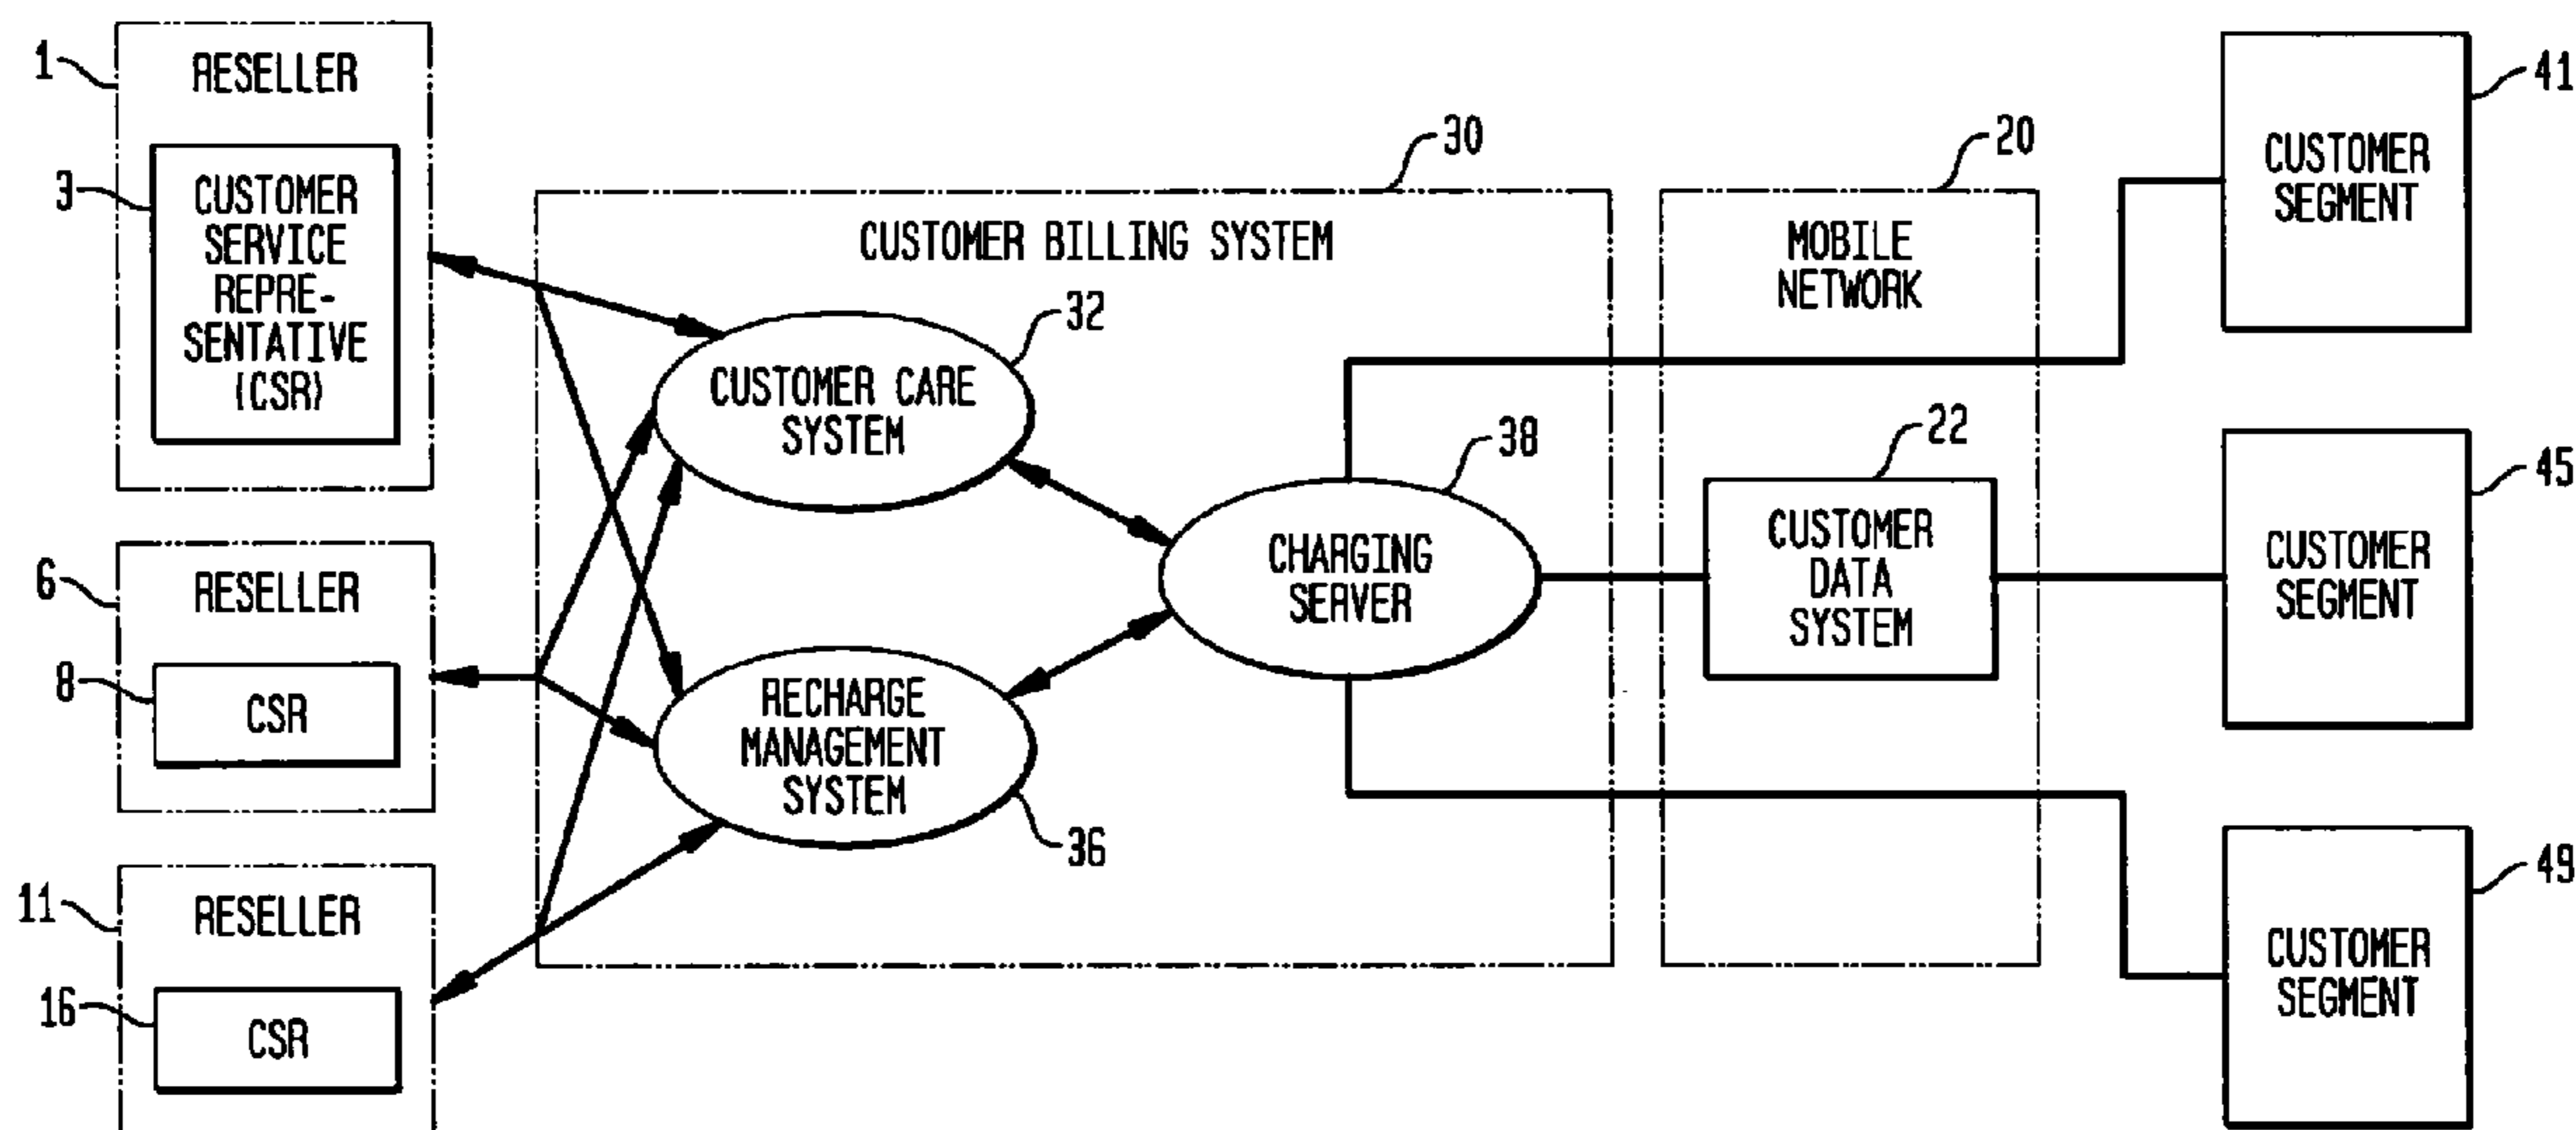 1
RESELLER
3
CUSTOMER
SERVICE
REPRE-
SENTATIVE
(CSR)
6
RESELLER
8
CSR
11
RESELLER
16
CSR
30
CUSTOMER BILLING SYSTEM
32
CUSTOMER CARE
SYSTEM
RECHARGE
MANAGEMENT
SYSTEM
36
38
CHARGING
SERVER
20
MOBILE
NETWORK
22
CUSTOMER
DATA
SYSTEM
41
CUSTOMER
SEGMENT
45
CUSTOMER
SEGMENT
49
CUSTOMER
SEGMENT